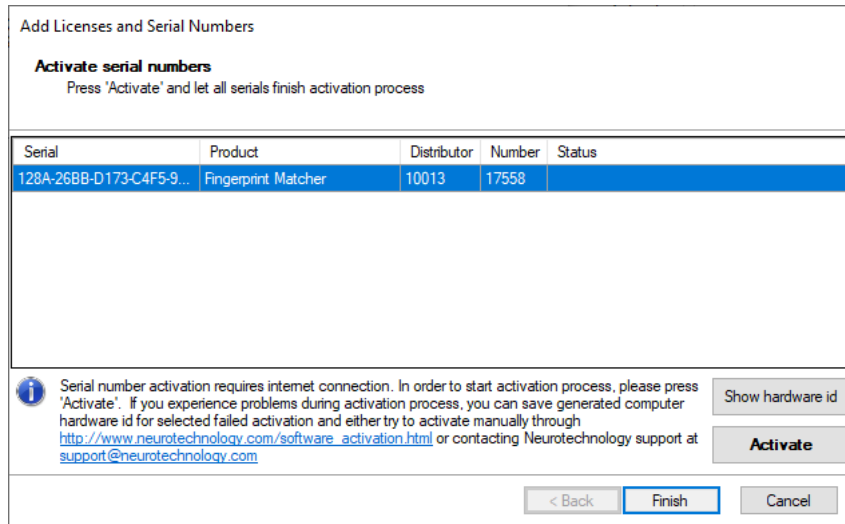 Add Licenses and Serial Numbers
Activate serial numbers
Press 'Activate' and let all serials finish activation process
Serial Product Distributor Number Status
128A-26BB-D173-C4F5-9... Fingerprint Matcher 10013 17558
Serial number activation requires internet connection. In order to start activation process, please press
'Activate'. If you experience problems during activation process, you can save generated computer
hardware id for selected failed activation and either try to activate manually through
http://www.neurotechnology.com/software_activation.html or contacting Neurotechnology support at
support@neurotechnology.com
Show hardware id
Activate
< Back Finish Cancel